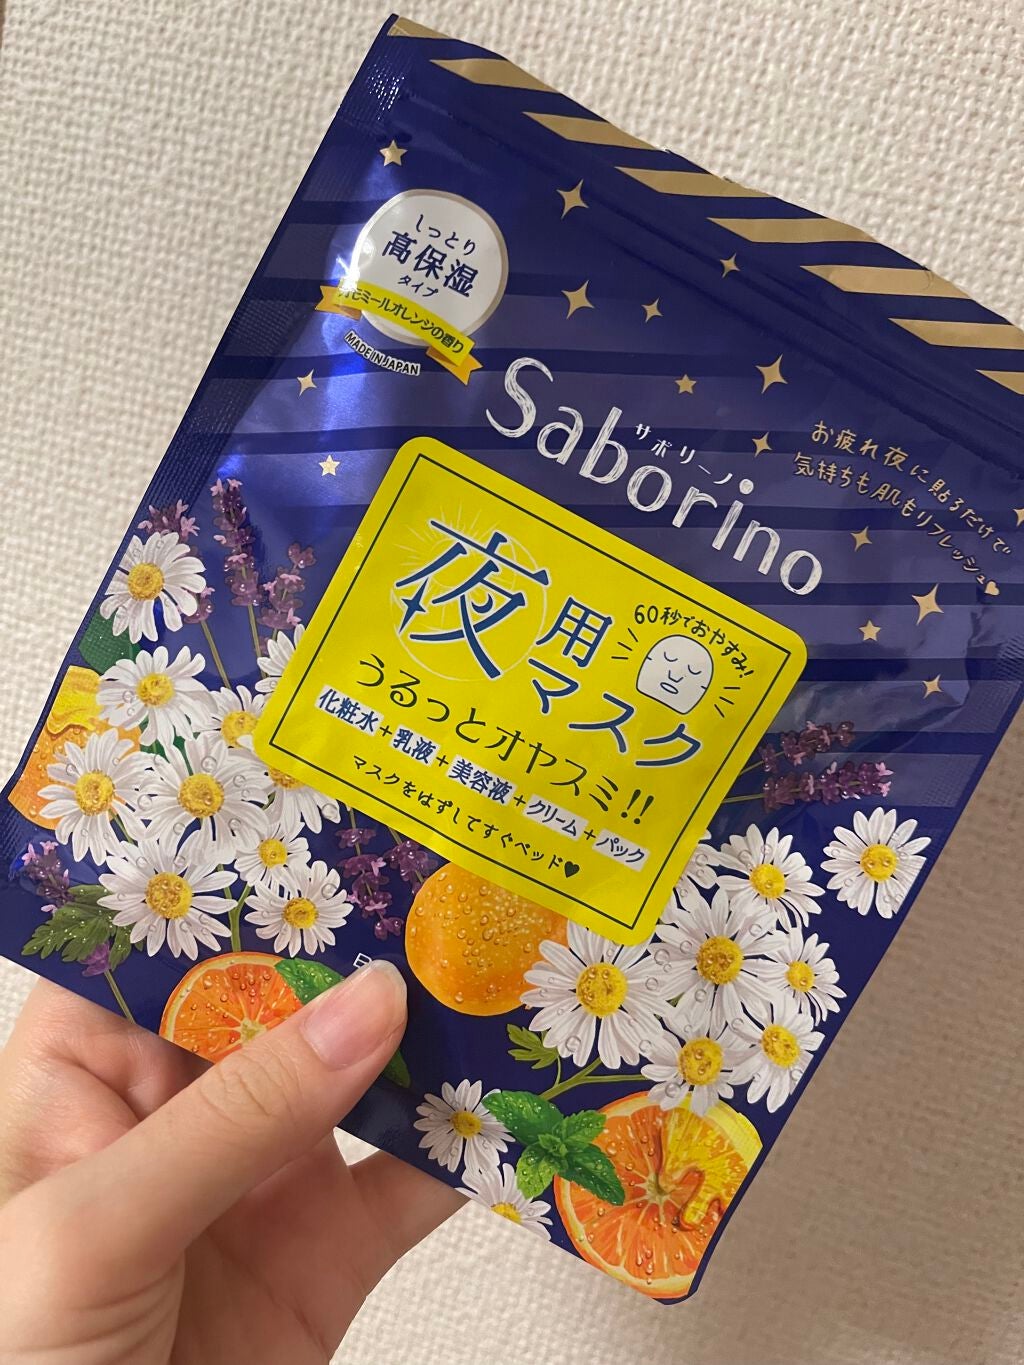 しっとり
高保湿
タイプ
カモミールオレンジの香り
MADE IN JAPAN
Saborino
サボリーノ
お疲れ夜に貼るだけで
気持ちも肌もリフレッシュ♥
60秒でおやすみ!
夜用マスク
うるっとオヤスミ!!
化粧水+乳液+美容液+クリーム+パック
マスクをはずしてすぐベッド♥